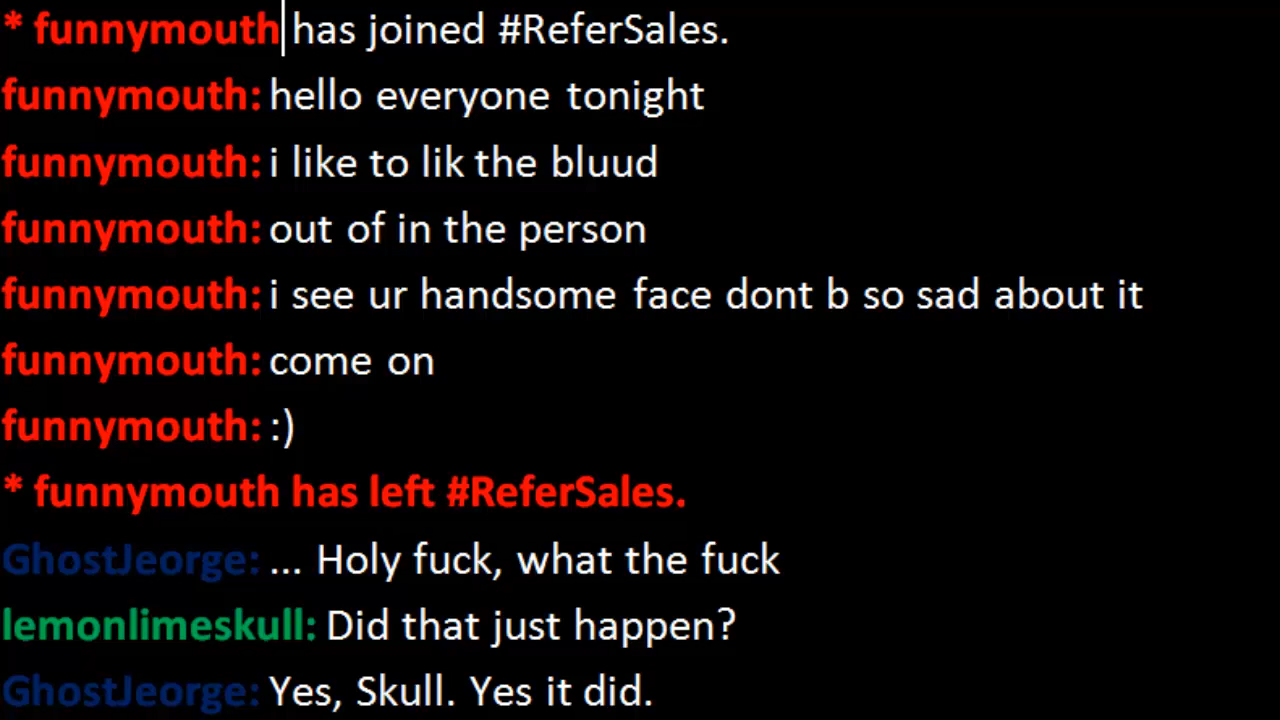 * funnymouth has joined #ReferSales.
funnymouth: hello everyone tonight
funnymouth: i like to lik the bluud
funnymouth: out of in the person
funnymouth: i see ur handsome face dont b so sad about it
funnymouth: come on
funnymouth: :)
* funnymouth has left #ReferSales.
GhostJeorge: ... Holy fuck, what the fuck
lemonlimeskull: Did that just happen?
GhostJeorge: Yes, Skull. Yes it did.